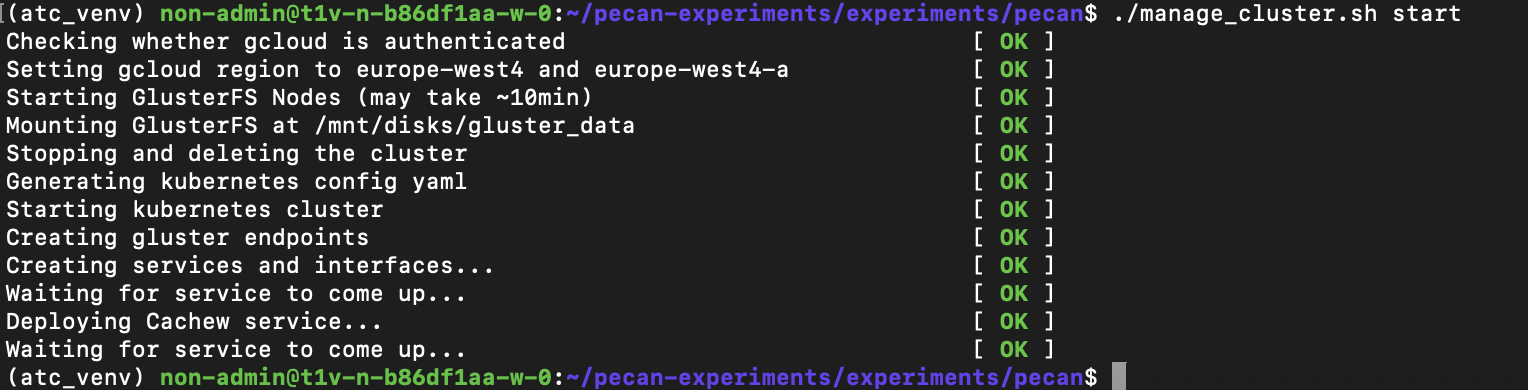 (atc_venv) non-admin@t1v-n-b86df1aa-w-0:~/pecan-experiments/experiments/pecan$ ./manage_cluster.sh start
Checking whether gcloud is authenticated [ OK ]
Setting gcloud region to europe-west4 and europe-west4-a [ OK ]
Starting GlusterFS Nodes (may take ~10min) [ OK ]
Mounting GlusterFS at /mnt/disks/gluster_data [ OK ]
Stopping and deleting the cluster [ OK ]
Generating kubernetes config yaml [ OK ]
Starting kubernetes cluster [ OK ]
Creating gluster endpoints [ OK ]
Creating services and interfaces... [ OK ]
Waiting for service to come up... [ OK ]
Deploying Cachew service... [ OK ]
Waiting for service to come up... [ OK ]
(atc_venv) non-admin@t1v-n-b86df1aa-w-0:~/pecan-experiments/experiments/pecan$